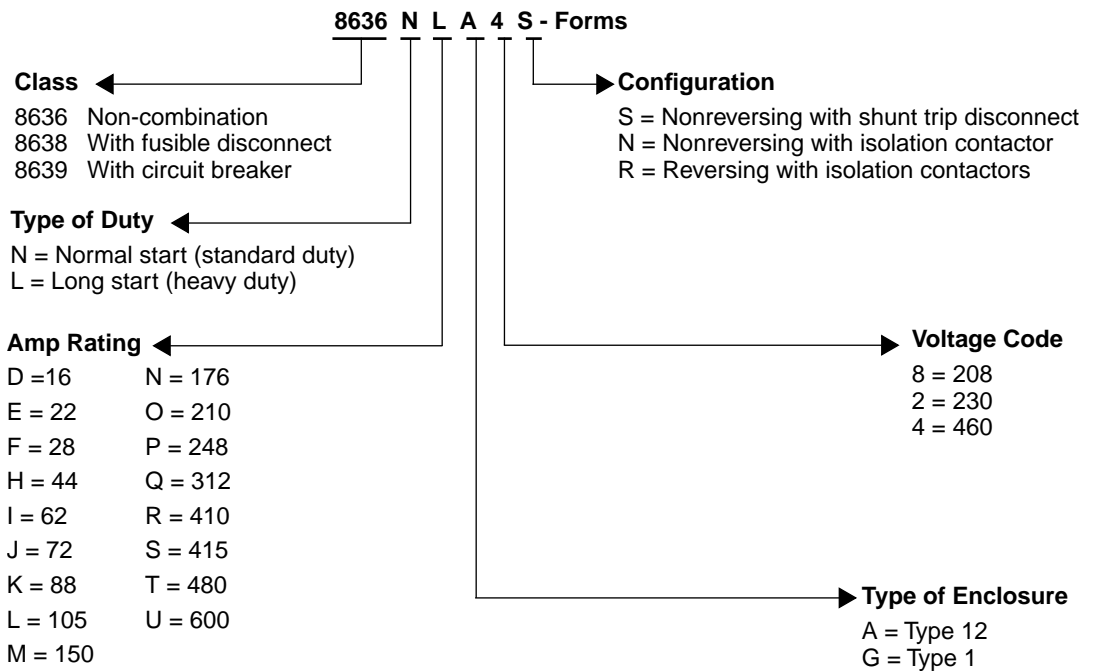 8636 N L A 4 S - Forms
Class
8636 Non-combination
8638 With fusible disconnect
8639 With circuit breaker
Configuration
S = Nonreversing with shunt trip disconnect
N = Nonreversing with isolation contactor
R = Reversing with isolation contactors
Type of Duty
N = Normal start (standard duty)
L = Long start (heavy duty)
Amp Rating
D =16 N = 176
E = 22 O = 210
F = 28 P = 248
H = 44 Q = 312
I = 62 R = 410
J = 72 S = 415
K = 88 T = 480
L = 105 U = 600
M = 150
Voltage Code
8 = 208
2 = 230
4 = 460
Type of Enclosure
A = Type 12
G = Type 1